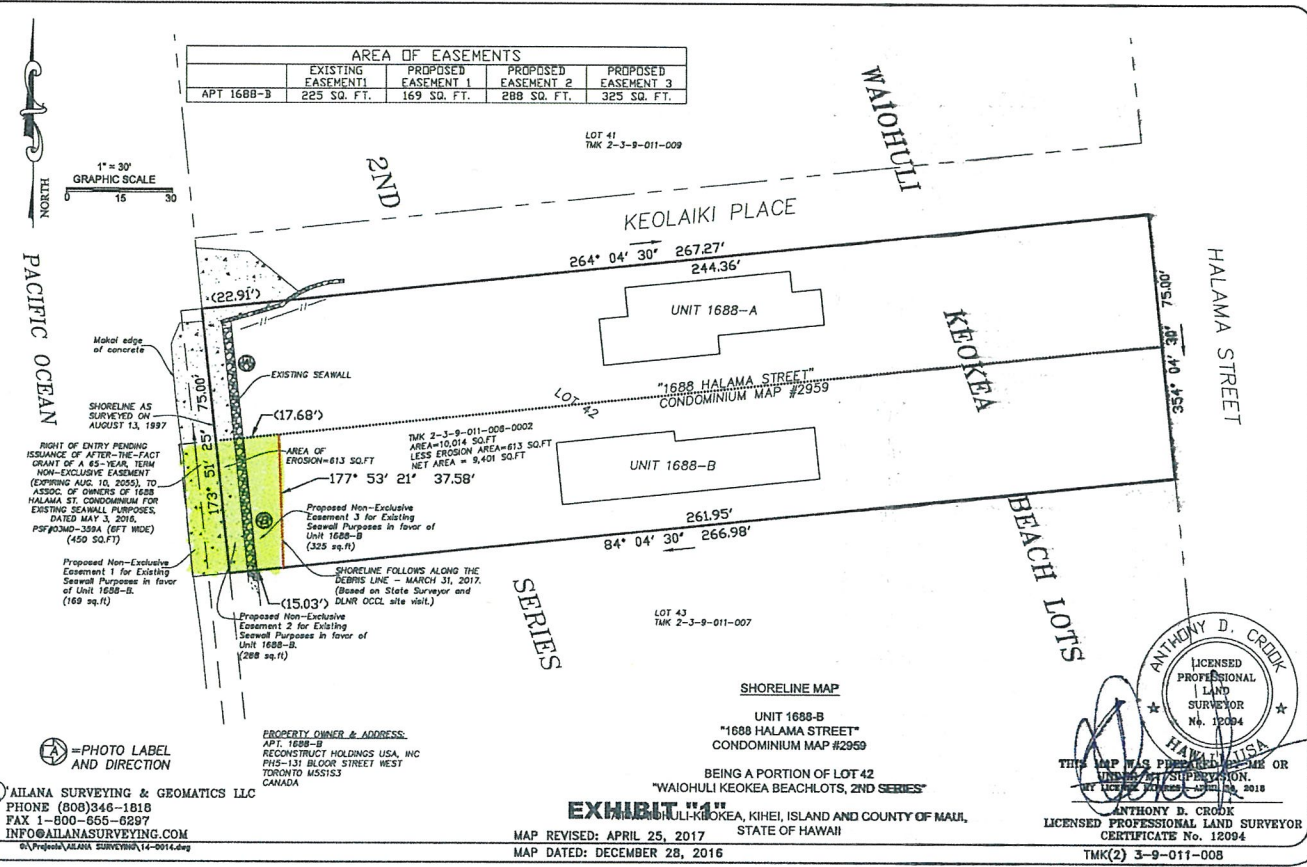 AREA OF EASEMENTS
EXISTING EASEMENT1 PROPOSED EASEMENT 1 PROPOSED EASEMENT 2 PROPOSED EASEMENT 3
APT 1688-B 225 SQ. FT. 169 SQ. FT. 288 SQ. FT. 325 SQ. FT.
NORTH
1" = 30'
GRAPHIC SCALE
0 15 30
LOT 41
TMK 2-3-9-011-009
2ND
WAIOHULI
KEOLAIKI PLACE
PACIFIC OCEAN
264° 04' 30" 267.27'
244.36'
(22.91')
UNIT 1688-A
75.00'
354° 04' 30"
HALAMA STREET
KEOKEA
Makai edge
of concrete
EXISTING SEAWALL
"1688 HALAMA STREET"
CONDOMINIUM MAP #2959
LOT 42
75.00'
173° 51' 25"
SHORELINE AS
SURVEYED ON
AUGUST 13, 1997
(17.68')
TMK 2-3-9-011-008-0002
AREA=10,014 SQ.FT
LESS EROSION AREA=613 SQ.FT
NET AREA = 9,401 SQ.FT
AREA OF
EROSION=613 SQ.FT
177° 53' 21" 37.58'
UNIT 1688-B
RIGHT OF ENTRY PENDING
ISSUANCE OF AFTER-THE-FACT
GRANT OF A 65-YEAR, TERM
NON-EXCLUSIVE EASEMENT
(EXPIRING AUG. 10, 2055), TO
ASSOC. OF OWNERS OF 1688
HALAMA ST. CONDOMINIUM FOR
EXISTING SEAWALL PURPOSES,
DATED MAY 3, 2016,
PSF#03MD-359A (6FT WIDE)
(450 SQ.FT)
Proposed Non-Exclusive
Easement 3 for Existing
Seawall Purposes in favor of
Unit 1688-B
(325 sq.ft)
261.95'
84° 04' 30" 266.98'
BEACH LOTS
Proposed Non-Exclusive
Easement 1 for Existing
Seawall Purposes in favor
of Unit 1688-B.
(169 sq.ft)
SHORELINE FOLLOWS ALONG THE
DEBRIS LINE - MARCH 31, 2017.
(Based on State Surveyor and
DLNR OCCL site visit.)
(15.03')
Proposed Non-Exclusive
Easement 2 for Existing
Seawall Purposes in favor of
Unit 1688-B.
(288 sq.ft)
SERIES
LOT 43
TMK 2-3-9-011-007
A =PHOTO LABEL
AND DIRECTION
PROPERTY OWNER & ADDRESS:
APT. 1688-B
RECONSTRUCT HOLDINGS USA, INC
PH5-131 BLOOR STREET WEST
TORONTO M5S1S3
CANADA
SHORELINE MAP
UNIT 1688-B
"1688 HALAMA STREET"
CONDOMINIUM MAP #2959
BEING A PORTION OF LOT 42
"WAIOHULI KEOKEA BEACHLOTS, 2ND SERIES"
EXHIBIT "1"
KEOKEA, KIHEI, ISLAND AND COUNTY OF MAUI,
STATE OF HAWAII
MAP REVISED: APRIL 25, 2017
MAP DATED: DECEMBER 28, 2016
'AILANA SURVEYING & GEOMATICS LLC
PHONE (808)346-1818
FAX 1-800-655-6297
INFO@AILANASURVEYING.COM
ANTHONY D. CROOK
LICENSED
PROFESSIONAL
LAND
SURVEYOR
No. 12094
HAWAI'I, USA
THIS MAP WAS PREPARED BY ME OR
UNDER MY SUPERVISION.
MY LICENSE EXPIRES 2018
ANTHONY D. CROOK
LICENSED PROFESSIONAL LAND SURVEYOR
CERTIFICATE No. 12094
TMK(2) 3-9-011-008